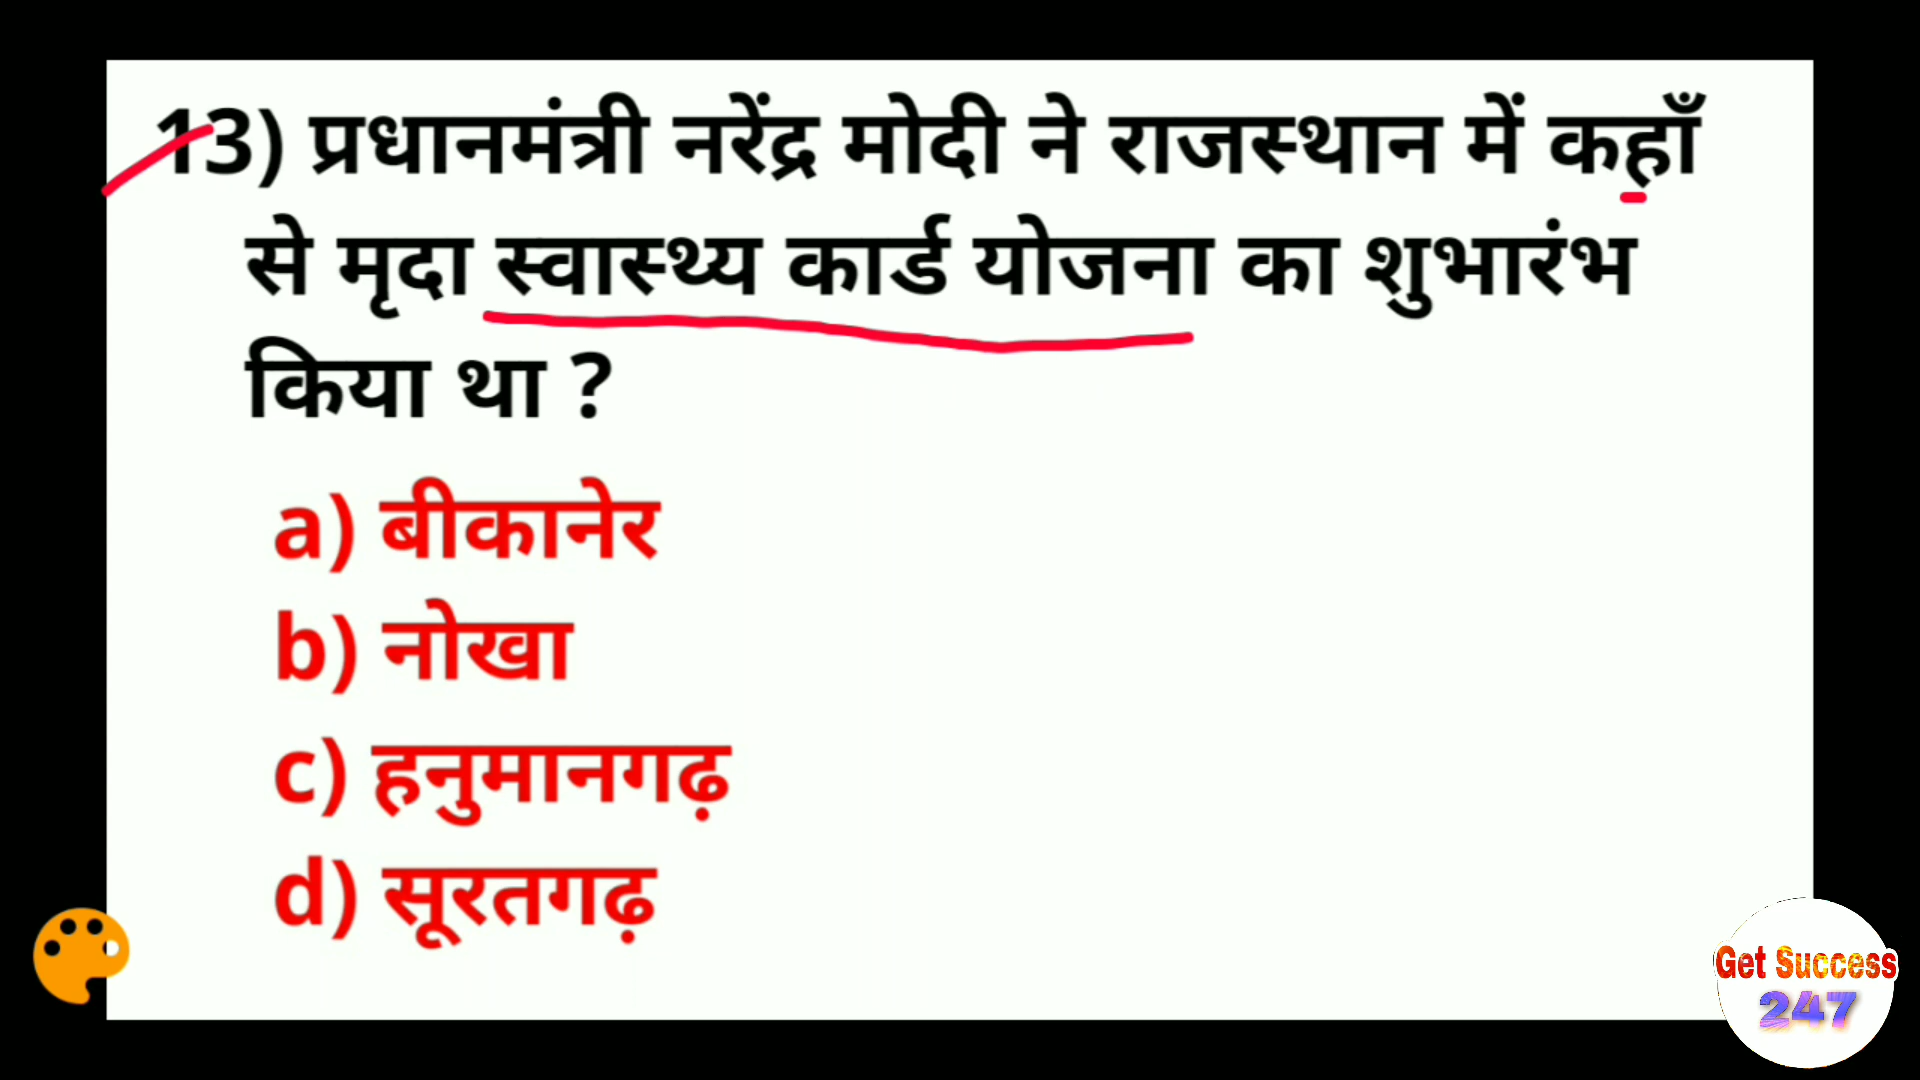 13) प्रधानमंत्री नरेंद्र मोदी ने राजस्थान में कहाँ
से मृदा स्वास्थ्य कार्ड योजना का शुभारंभ
किया था ?
a) बीकानेर
b) नोखा
c) हनुमानगढ़
d) सूरतगढ़
Get Success
247